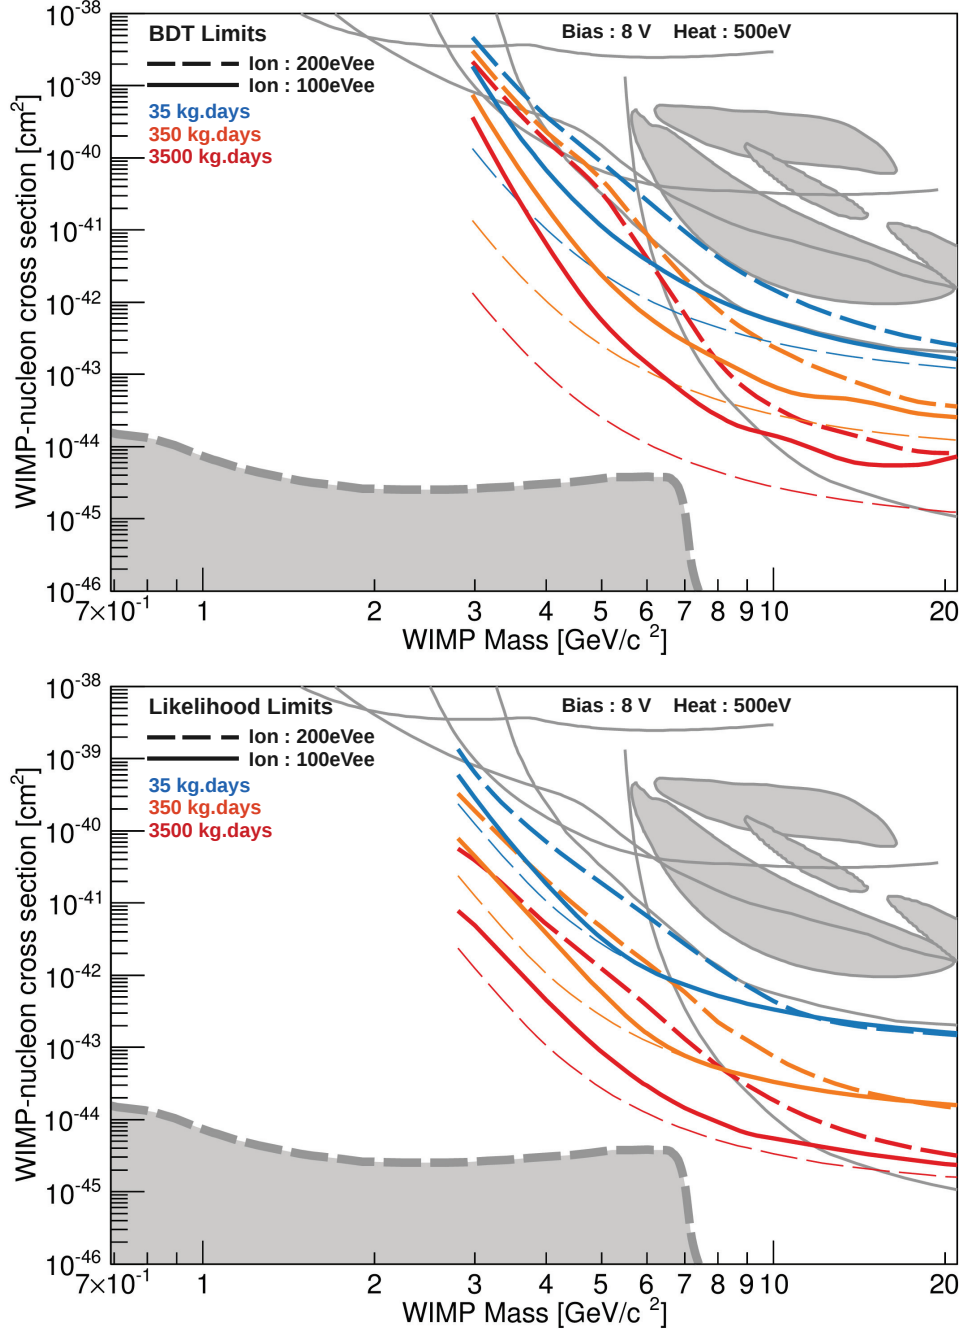 BDT Limits
Bias : 8 V Heat : 500eV
Ion : 200eVee
Ion : 100eVee
35 kg.days
350 kg.days
3500 kg.days
WIMP-nucleon cross section [cm²]
10⁻³⁸
10⁻³⁹
10⁻⁴⁰
10⁻⁴¹
10⁻⁴²
10⁻⁴³
10⁻⁴⁴
10⁻⁴⁵
10⁻⁴⁶
7×10⁻¹ 1 2 3 4 5 6 7 8 9 10 20
WIMP Mass [GeV/c ²]
Likelihood Limits
Bias : 8 V Heat : 500eV
Ion : 200eVee
Ion : 100eVee
35 kg.days
350 kg.days
3500 kg.days
WIMP-nucleon cross section [cm²]
10⁻³⁸
10⁻³⁹
10⁻⁴⁰
10⁻⁴¹
10⁻⁴²
10⁻⁴³
10⁻⁴⁴
10⁻⁴⁵
10⁻⁴⁶
7×10⁻¹ 1 2 3 4 5 6 7 8 9 10 20
WIMP Mass [GeV/c ²]